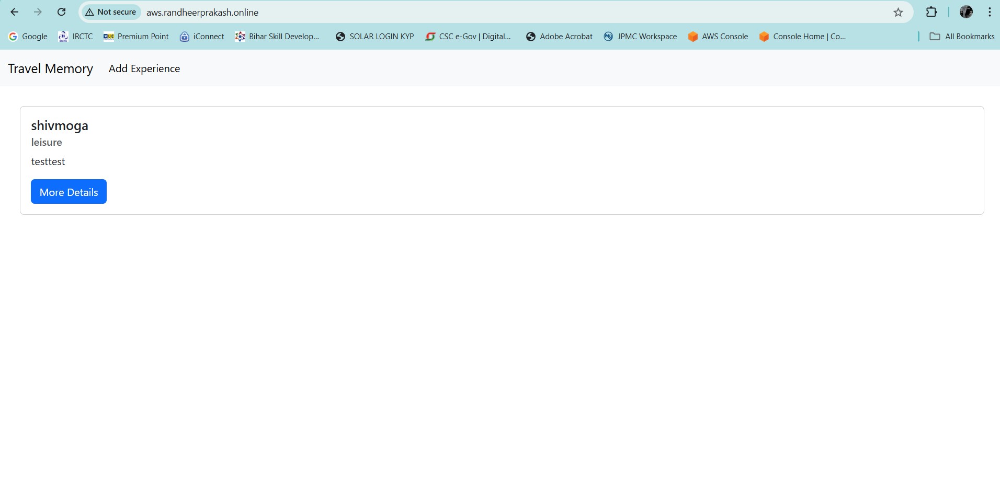 Not secure aws.randheerprakash.online
Google IRCTC Premium Point iConnect Bihar Skill Develop... SOLAR LOGIN KYP CSC e-Gov | Digital... Adobe Acrobat JPMC Workspace AWS Console Console Home | Co... All Bookmarks
Travel Memory Add Experience
shivmoga
leisure
testtest
More Details